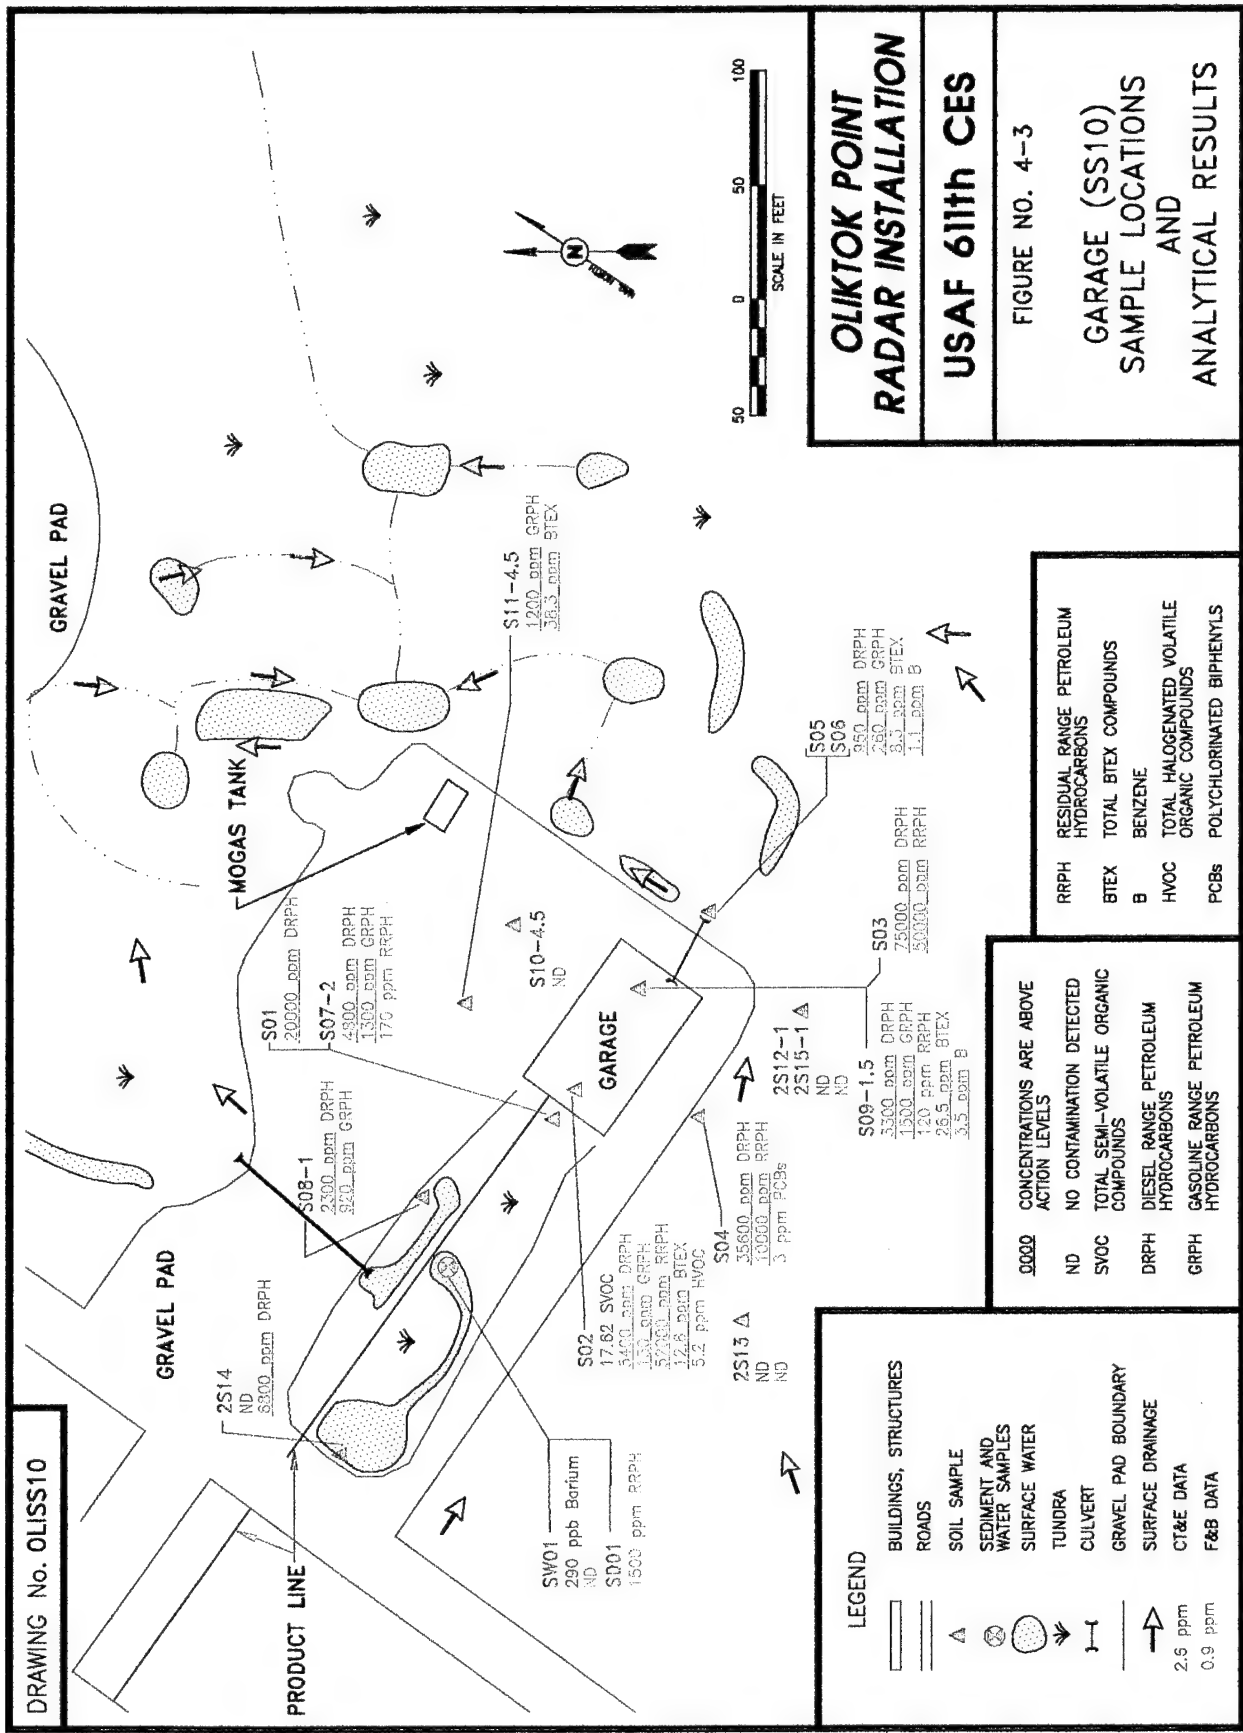 DRAWING No. OLISS10
GRAVEL PAD
GRAVEL PAD
MOGAS TANK
PRODUCT LINE
GARAGE
2S14
ND
6800 ppm DRPH
S08-1
2300 ppm DRPH
920 ppm GRPH
S01
20000 ppm DRPH
S07-2
4800 ppm DRPH
1300 ppm GRPH
170 ppm RRPH
S11-4.5
1200 ppm GRPH
38.3 ppm BTEX
S10-4.5
ND
SW01
290 ppb Barium
ND
SD01
1500 ppm RRPH
S02
17.62 SVOC
5400 ppm DRPH
130 ppm GRPH
52000 ppm RRPH
12.6 ppm BTEX
5.2 ppm HVOC
2S13
ND
ND
S04
35600 ppm DRPH
10000 ppm RRPH
3 ppm PCBs
2S12-1
2S15-1
ND
ND
S09-1.5
3300 ppm DRPH
1500 ppm GRPH
120 ppm RRPH
26.5 ppm BTEX
3.5 ppm B
S03
75000 ppm DRPH
50000 ppm RRPH
S05
S06
950 ppm DRPH
260 ppm GRPH
8.3 ppm BTEX
1.1 ppm B
N
50 0 50 100
SCALE IN FEET
LEGEND
BUILDINGS, STRUCTURES
ROADS
SOIL SAMPLE
SEDIMENT AND
WATER SAMPLES
SURFACE WATER
TUNDRA
CULVERT
GRAVEL PAD BOUNDARY
SURFACE DRAINAGE
2.6 ppm CT&E DATA
0.9 ppm F&B DATA
0000 CONCENTRATIONS ARE ABOVE
ACTION LEVELS
ND NO CONTAMINATION DETECTED
SVOC TOTAL SEMI-VOLATILE ORGANIC
COMPOUNDS
DRPH DIESEL RANGE PETROLEUM
HYDROCARBONS
GRPH GASOLINE RANGE PETROLEUM
HYDROCARBONS
RRPH RESIDUAL RANGE PETROLEUM
HYDROCARBONS
BTEX TOTAL BTEX COMPOUNDS
B BENZENE
HVOC TOTAL HALOGENATED VOLATILE
ORGANIC COMPOUNDS
PCBs POLYCHLORINATED BIPHENYLS
OLIKTOK POINT
RADAR INSTALLATION
USAF 611th CES
FIGURE NO. 4-3
GARAGE (SS10)
SAMPLE LOCATIONS
AND
ANALYTICAL RESULTS